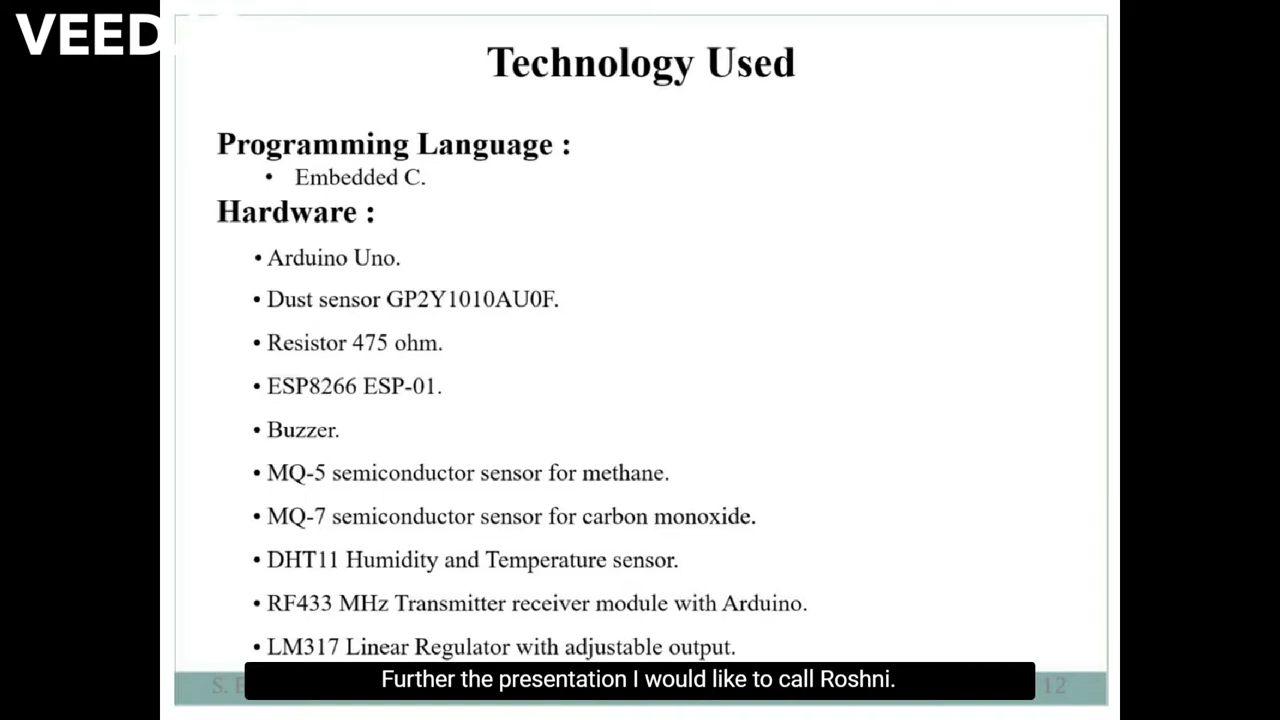 VEED
Technology Used
Programming Language :
• Embedded C.
Hardware :
• Arduino Uno.
• Dust sensor GP2Y1010AU0F.
• Resistor 475 ohm.
• ESP8266 ESP-01.
• Buzzer.
• MQ-5 semiconductor sensor for methane.
• MQ-7 semiconductor sensor for carbon monoxide.
• DHT11 Humidity and Temperature sensor.
• RF433 MHz Transmitter receiver module with Arduino.
• LM317 Linear Regulator with adjustable output.
Further the presentation I would like to call Roshni.
S.
12